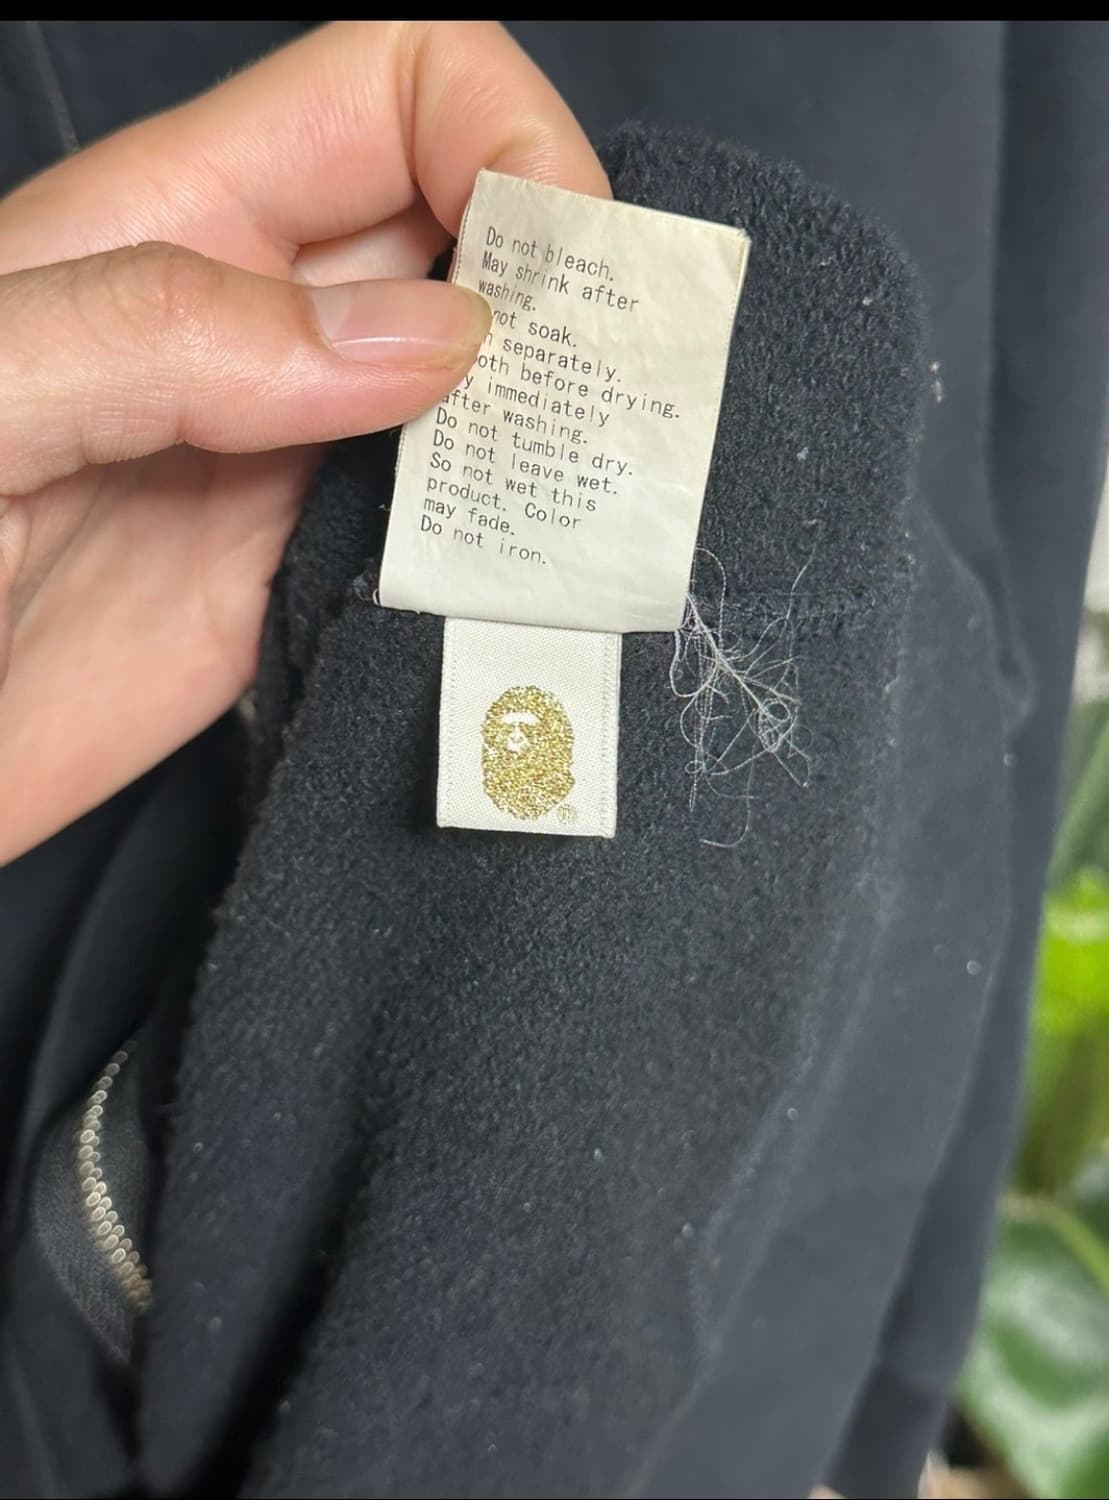 Do not bleach.
May shrink after
washing.
not soak.
separately.
before drying.
immediately
after washing.
Do not tumble dry.
Do not leave wet.
So not wet this
product. Color
may fade.
Do not iron.
®